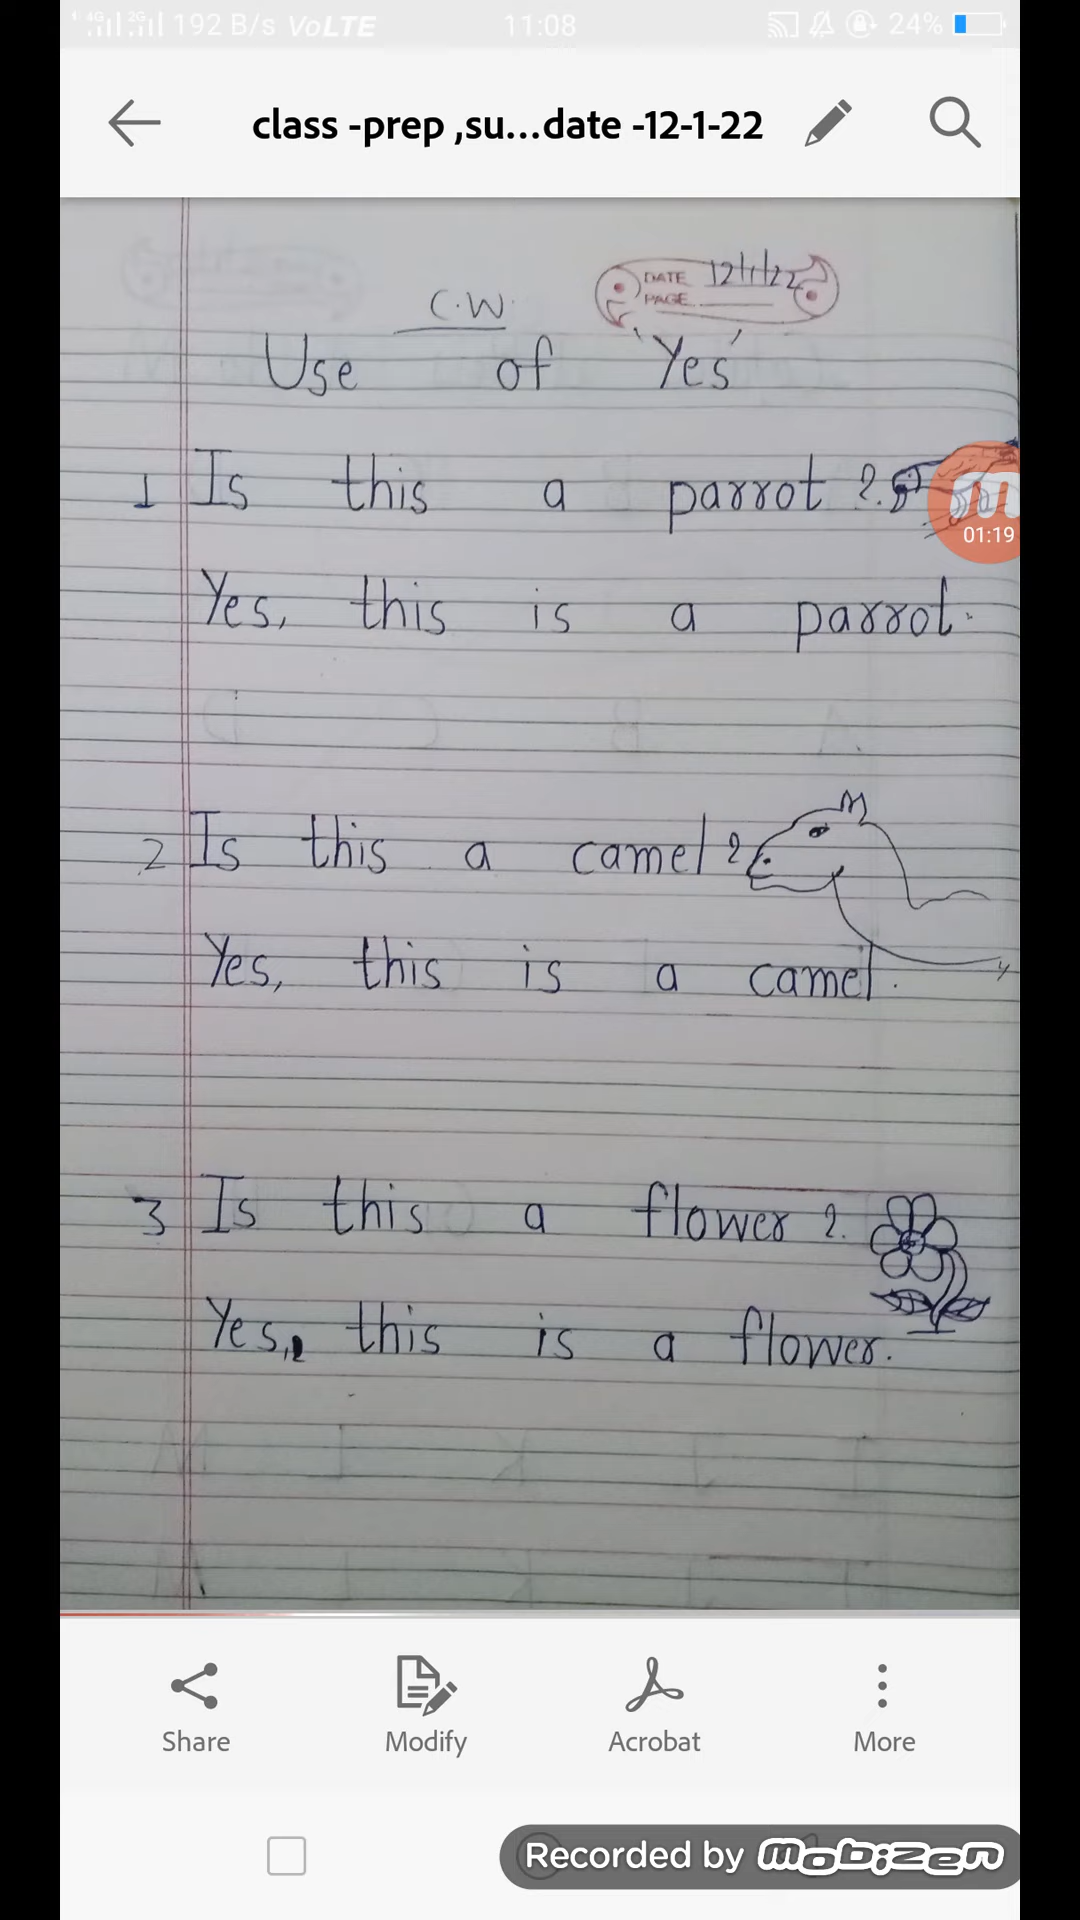 4G 2G 192 B/s VoLTE 11:08 24%
class -prep ,su...date -12-1-22
DATE 12/1/22
PAGE
C.W.
Use of 'Yes'
1 Is this a parrot ?
01:19
Yes, this is a parrot.
2 Is this a camel ?
Yes, this is a camel.
3 Is this a flower ?
Yes, this is a flower.
Share Modify Acrobat More
Recorded by mobizen